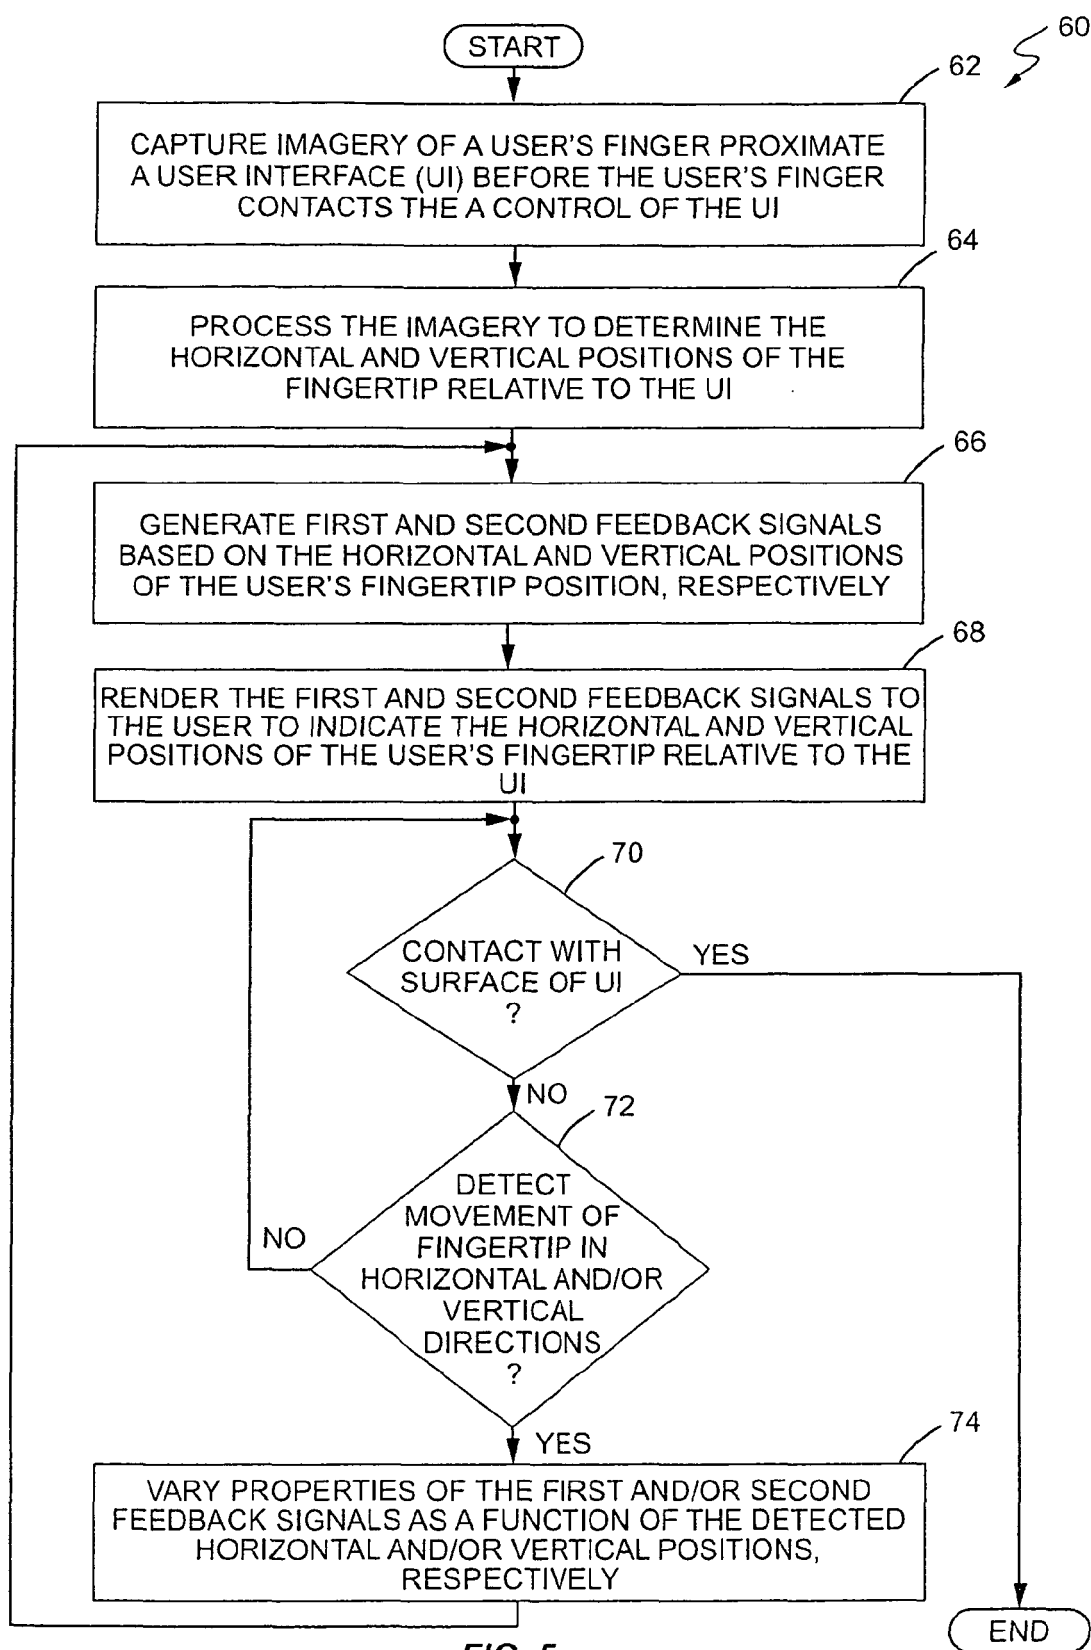 60
START
62
CAPTURE IMAGERY OF A USER'S FINGER PROXIMATE
A USER INTERFACE (UI) BEFORE THE USER'S FINGER
CONTACTS THE A CONTROL OF THE UI
64
PROCESS THE IMAGERY TO DETERMINE THE
HORIZONTAL AND VERTICAL POSITIONS OF THE
FINGERTIP RELATIVE TO THE UI
66
GENERATE FIRST AND SECOND FEEDBACK SIGNALS
BASED ON THE HORIZONTAL AND VERTICAL POSITIONS
OF THE USER'S FINGERTIP POSITION, RESPECTIVELY
68
RENDER THE FIRST AND SECOND FEEDBACK SIGNALS TO
THE USER TO INDICATE THE HORIZONTAL AND VERTICAL
POSITIONS OF THE USER'S FINGERTIP RELATIVE TO THE
UI
70
CONTACT WITH
SURFACE OF UI
?
YES
NO
72
DETECT
MOVEMENT OF
FINGERTIP IN
HORIZONTAL AND/OR
VERTICAL
DIRECTIONS
?
NO
YES
74
VARY PROPERTIES OF THE FIRST AND/OR SECOND
FEEDBACK SIGNALS AS A FUNCTION OF THE DETECTED
HORIZONTAL AND/OR VERTICAL POSITIONS,
RESPECTIVELY
END
FIG. 5